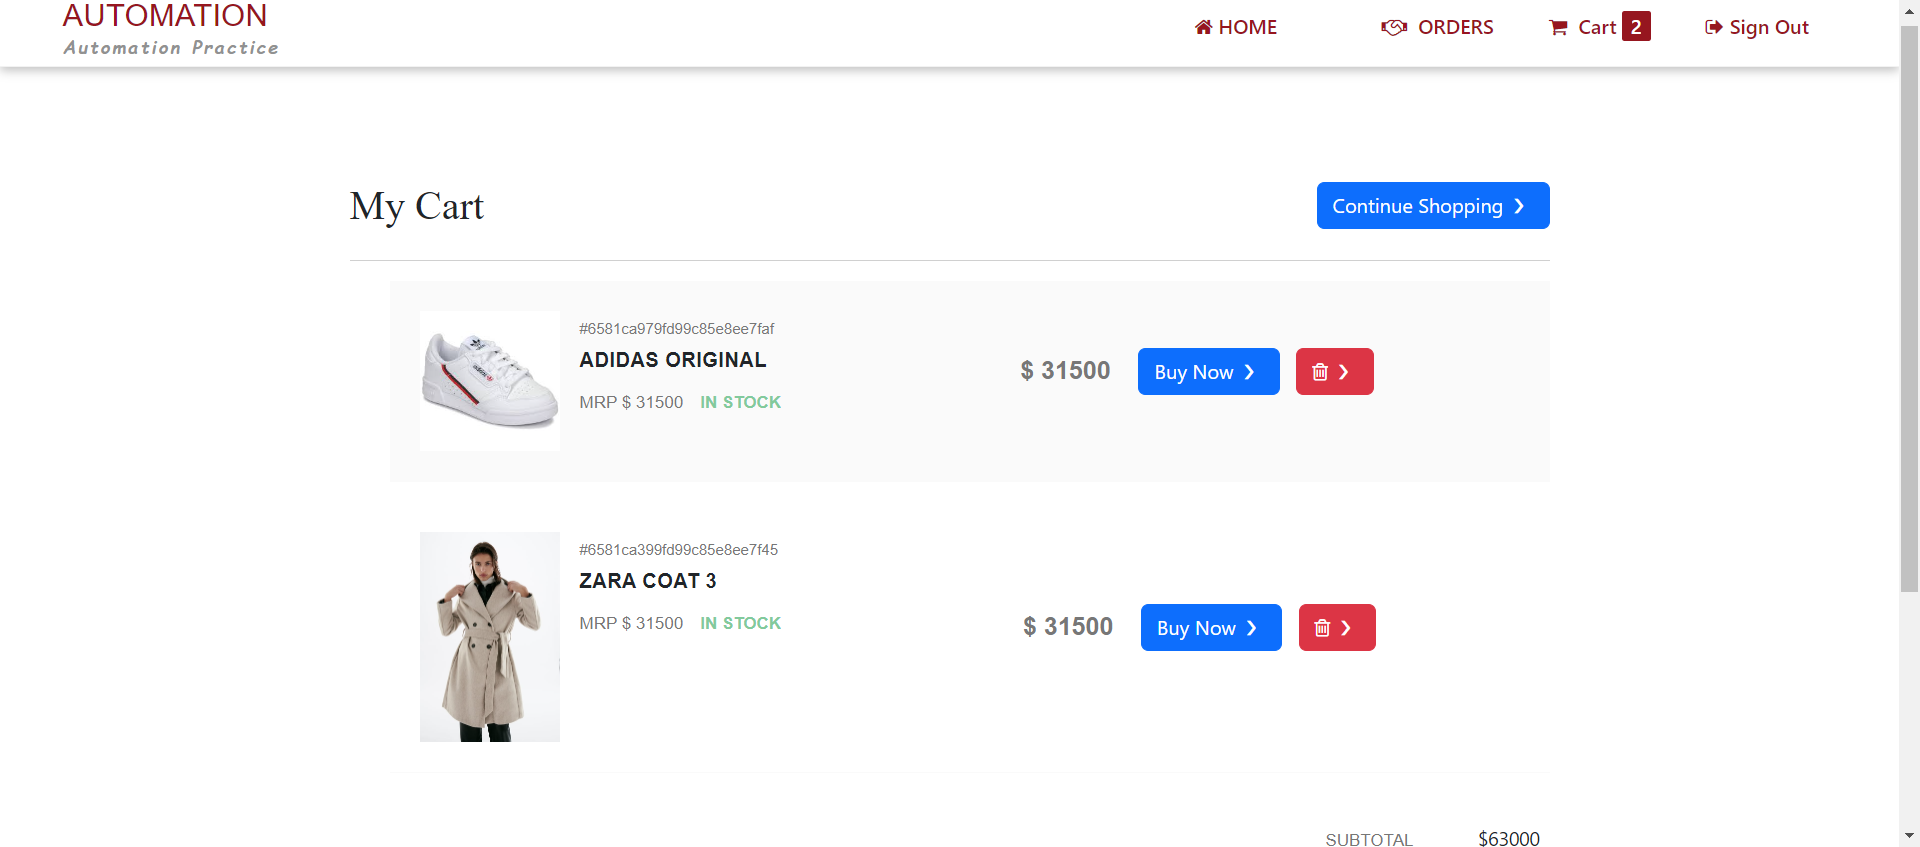 AUTOMATION
Automation Practice
HOME
ORDERS
Cart 2
Sign Out
My Cart
Continue Shopping
#6581ca979fd99c85e8ee7faf
ADIDAS ORIGINAL
MRP $ 31500 IN STOCK
$ 31500
Buy Now
#6581ca399fd99c85e8ee7f45
ZARA COAT 3
MRP $ 31500 IN STOCK
$ 31500
Buy Now
SUBTOTAL $63000